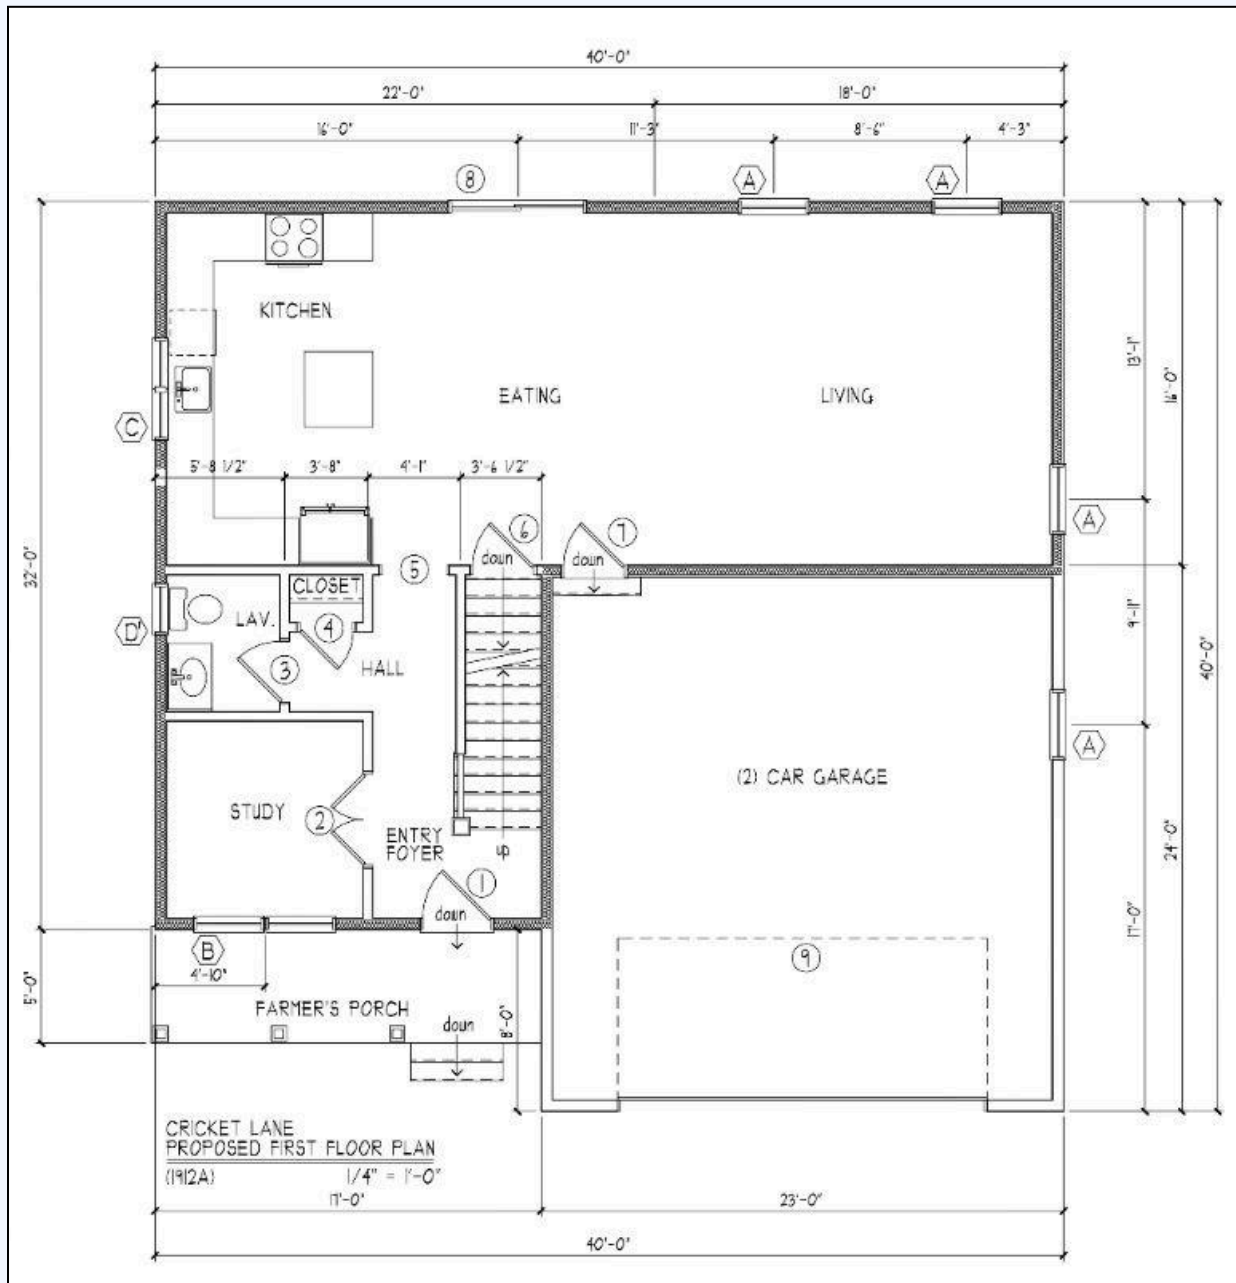 40'-0"
22'-0" 18'-0"
16'-0" 11'-3" 8'-6" 4'-3"
8 A A
KITCHEN
13'-1"
16'-0"
EATING LIVING
C
5'-8 1/2" 3'-8" 4'-1" 3'-6 1/2"
A
6 7
down down
32'-0"
5
CLOSET
LAV. 4
D'
9'-11"
3 HALL
40'-0"
A
(2) CAR GARAGE
STUDY 2
ENTRY
FOYER
up
24'-0"
1
down
17'-0"
B
9
4'-10"
5'-0"
FARMER'S PORCH
down
8'-0"
CRICKET LANE
PROPOSED FIRST FLOOR PLAN
(1912A) 1/4" = 1'-0"
17'-0" 23'-0"
40'-0"